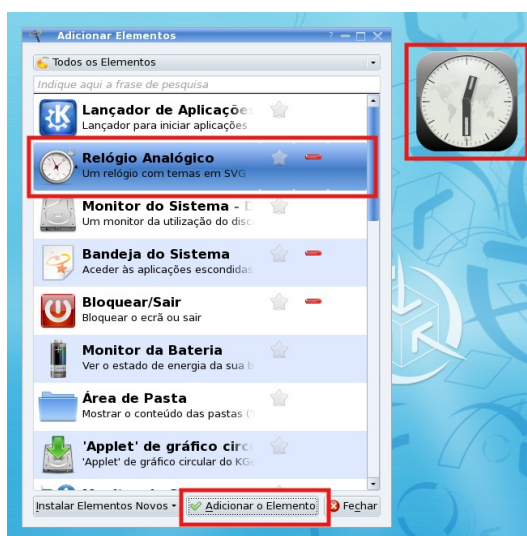 Adicionar Elementos
Todos os Elementos
Indique aqui a frase de pesquisa
Lançador de Aplicaçõe
Lançador para iniciar aplicações
Relógio Analógico
Um relógio com temas em SVG
Monitor do Sistema - D
Um monitor da utilização do disc
Bandeja do Sistema
Aceder às aplicações escondidas
Bloquear/Sair
Bloquear o ecrã ou sair
Monitor da Bateria
Ver o estado de energia da sua b
Área de Pasta
Mostrar o conteúdo das pastas (
'Applet' de gráfico circ
'Applet' de gráfico circular do KGe
Instalar Elementos Novos Adicionar o Elemento Fechar